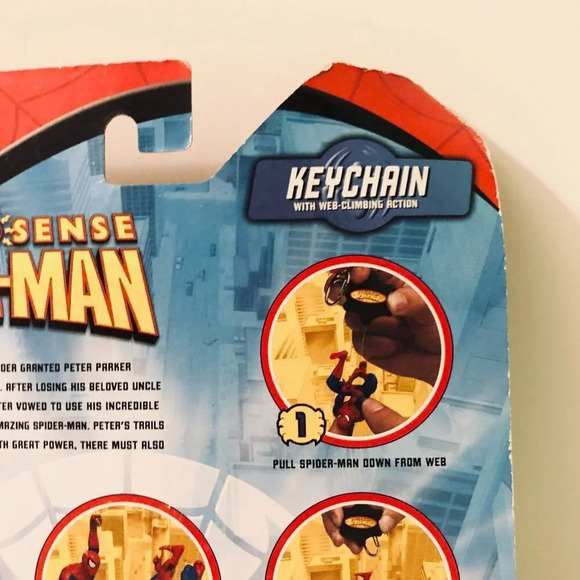 KEYCHAIN
WITH WEB-CLIMBING ACTION
SENSE
-MAN
DER GRANTED PETER PARKER
. AFTER LOSING HIS BELOVED UNCLE
TER VOWED TO USE HIS INCREDIBLE
MAZING SPIDER-MAN. PETER'S TRAILS
TH GREAT POWER, THERE MUST ALSO
1
PULL SPIDER-MAN DOWN FROM WEB